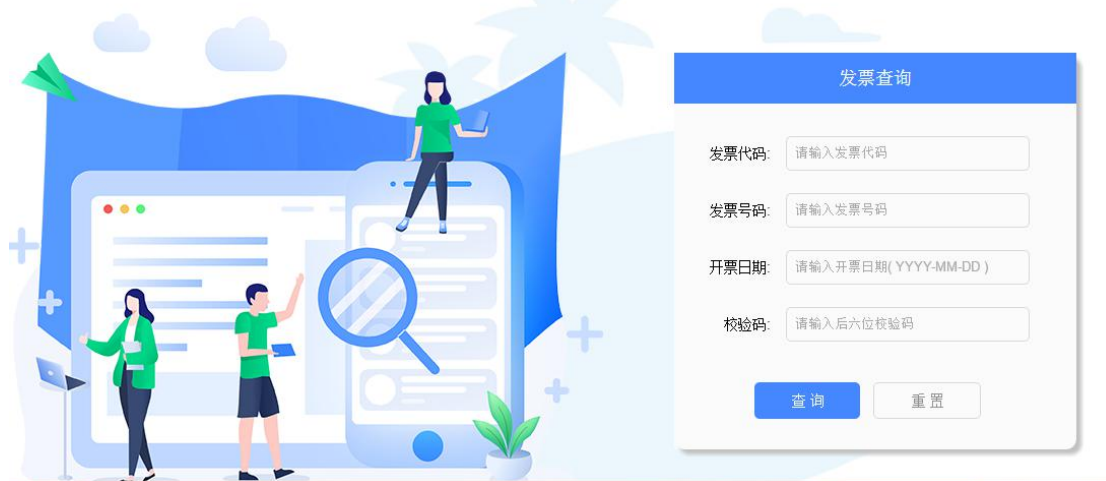 发票查询
发票代码: 请输入发票代码
发票号码: 请输入发票号码
开票日期: 请输入开票日期( YYYY-MM-DD )
校验码: 请输入后六位校验码
查询 重置